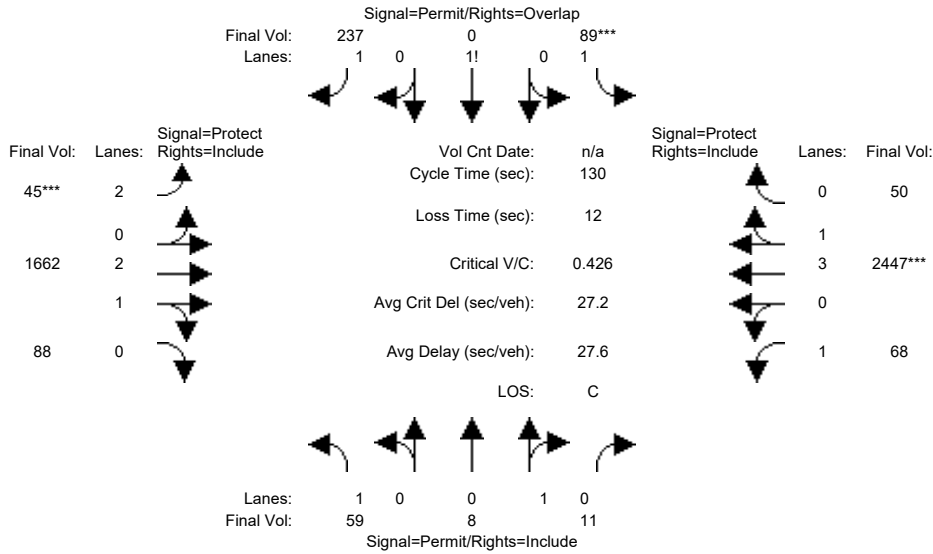 Signal=Permit/Rights=Overlap
Final Vol: 237 0 89***
Lanes: 1 0 1! 0 1
Signal=Protect Signal=Protect
Final Vol: Lanes: Rights=Include Vol Cnt Date: n/a Rights=Include Lanes: Final Vol:
Cycle Time (sec): 130
45*** 2 0 50
Loss Time (sec): 12
0 1
1662 2 Critical V/C: 0.426 3 2447***
1 Avg Crit Del (sec/veh): 27.2 0
88 0 Avg Delay (sec/veh): 27.6 1 68
LOS: C
Lanes: 1 0 0 1 0
Final Vol: 59 8 11
Signal=Permit/Rights=Include